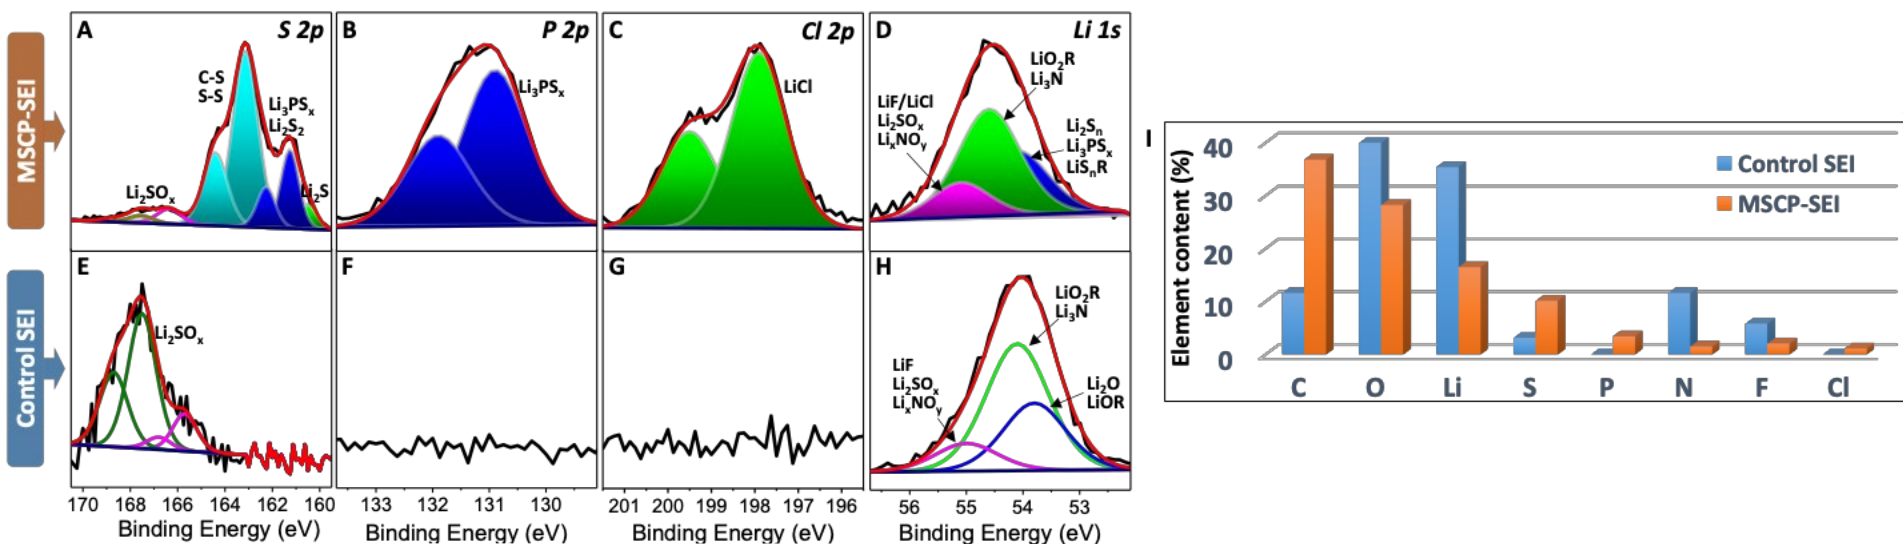 MSCP-SEI
A
S 2p
C-S
S-S
Li₃PSₓ
Li₂S₂
Li₂S
Li₂SOₓ
B
P 2p
Li₃PSₓ
C
Cl 2p
LiCl
D
Li 1s
LiO₂R
Li₃N
LiF/LiCl
Li₂SOₓ
LiₓNOᵧ
Li₂Sₙ
Li₃PSₓ
LiSₙR
Control SEI
E
Li₂SOₓ
170 168 166 164 162 160
Binding Energy (eV)
F
133 132 131 130
Binding Energy (eV)
G
201 200 199 198 197 196
Binding Energy (eV)
H
LiO₂R
Li₃N
LiF
Li₂SOₓ
LiₓNOᵧ
Li₂O
LiOR
56 55 54 53
Binding Energy (eV)
I
Element content (%)
40
30
20
10
0
Control SEI
MSCP-SEI
C O Li S P N F Cl